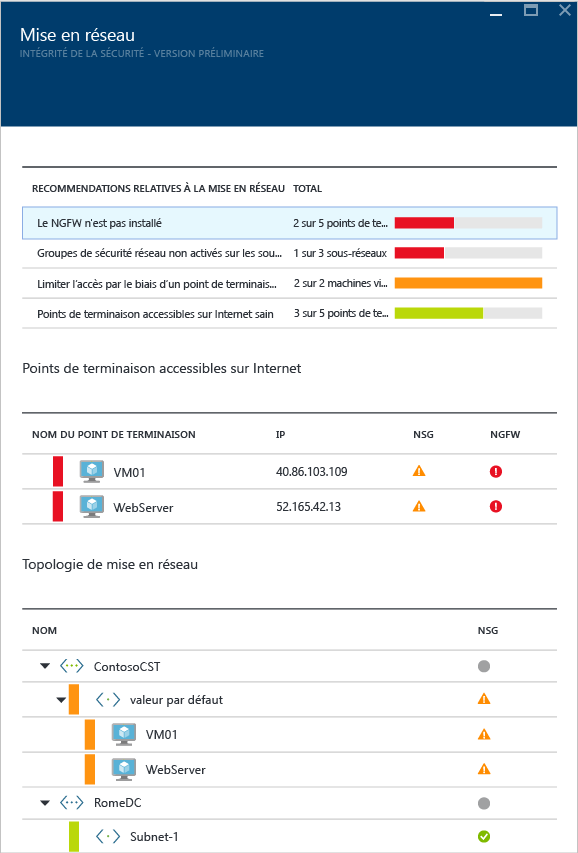 Mise en réseau
INTÉGRITÉ DE LA SÉCURITÉ - VERSION PRÉLIMINAIRE
RECOMMENDATIONS RELATIVES À LA MISE EN RÉSEAU TOTAL
Le NGFW n'est pas installé 2 sur 5 points de te...
Groupes de sécurité réseau non activés sur les sou... 1 sur 3 sous-réseaux
Limiter l'accès par le biais d'un point de terminais... 2 sur 2 machines vi...
Points de terminaison accessibles sur Internet sain 3 sur 5 points de te...
Points de terminaison accessibles sur Internet
NOM DU POINT DE TERMINAISON IP NSG NGFW
VM01 40.86.103.109
WebServer 52.165.42.13
Topologie de mise en réseau
NOM NSG
ContosoCST
valeur par défaut
VM01
WebServer
RomeDC
Subnet-1